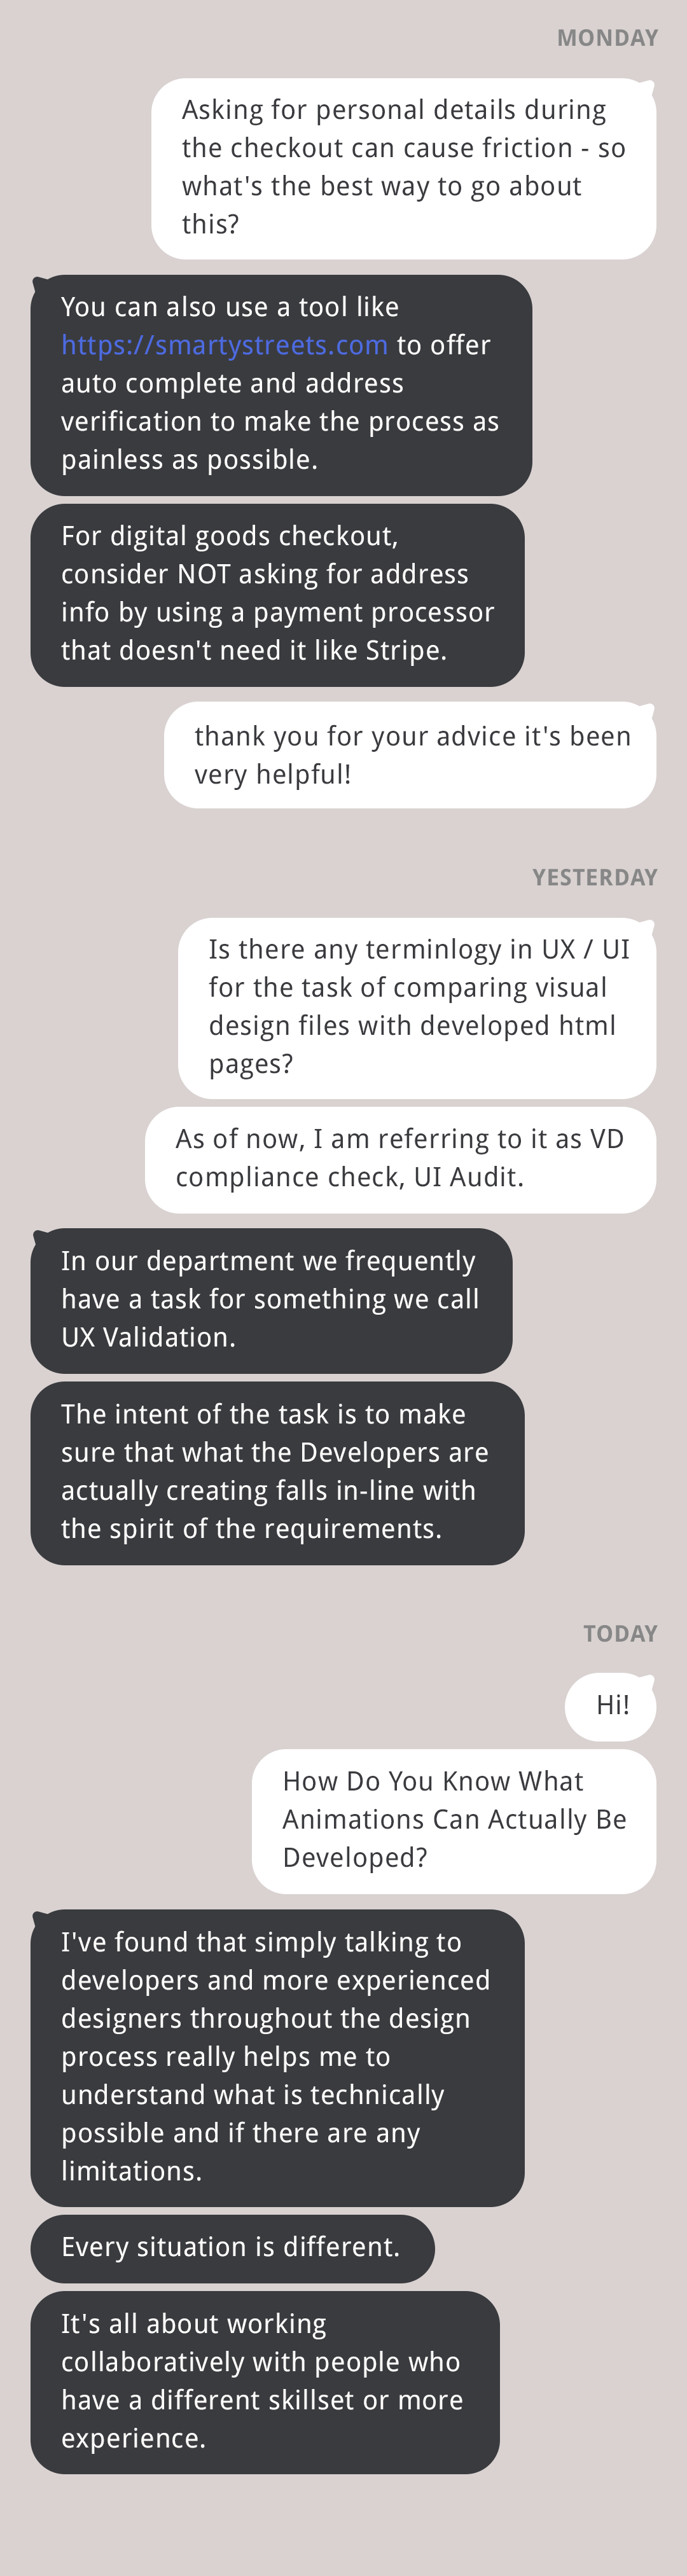 MONDAY
Asking for personal details during
the checkout can cause friction - so
what's the best way to go about
this?
You can also use a tool like
https://smartystreets.com to offer
auto complete and address
verification to make the process as
painless as possible.
For digital goods checkout,
consider NOT asking for address
info by using a payment processor
that doesn't need it like Stripe.
thank you for your advice it's been
very helpful!
YESTERDAY
Is there any terminlogy in UX / UI
for the task of comparing visual
design files with developed html
pages?
As of now, I am referring to it as VD
compliance check, UI Audit.
In our department we frequently
have a task for something we call
UX Validation.
The intent of the task is to make
sure that what the Developers are
actually creating falls in-line with
the spirit of the requirements.
TODAY
Hi!
How Do You Know What
Animations Can Actually Be
Developed?
I've found that simply talking to
developers and more experienced
designers throughout the design
process really helps me to
understand what is technically
possible and if there are any
limitations.
Every situation is different.
It's all about working
collaboratively with people who
have a different skillset or more
experience.